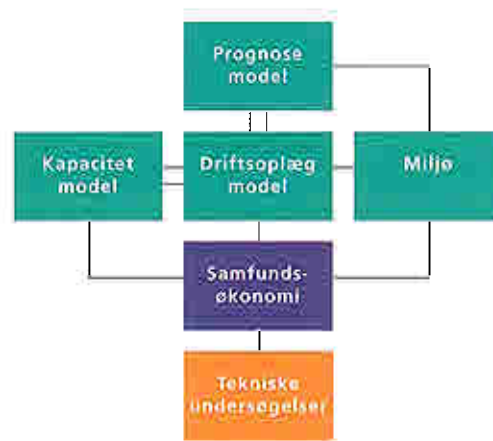 Prognose
model
Kapacitet
model
Driftsoplæg
model
Miljø
Samfunds-
økonomi
Tekniske
undersøgelser